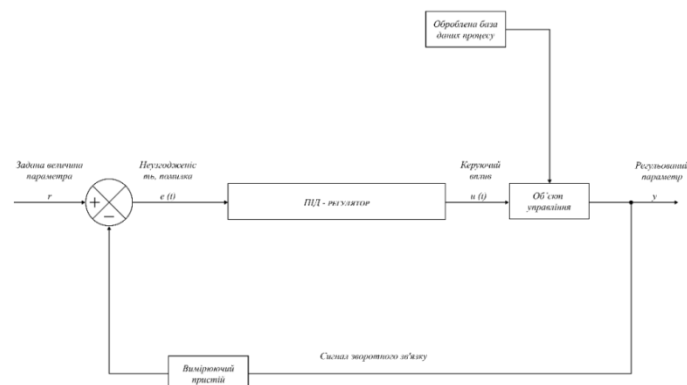 Оброблена база
даних процесу
Задана величина
параметра
r
Неузгодженіс
ть, помилка
e (t)
ПІД - РЕГУЛЯТОР
Керуючий
вплив
u (t)
Об`єкт
управління
Регульований
параметр
y
+
−
Сигнал зворотного зв'язку
Вимірюючий
пристій